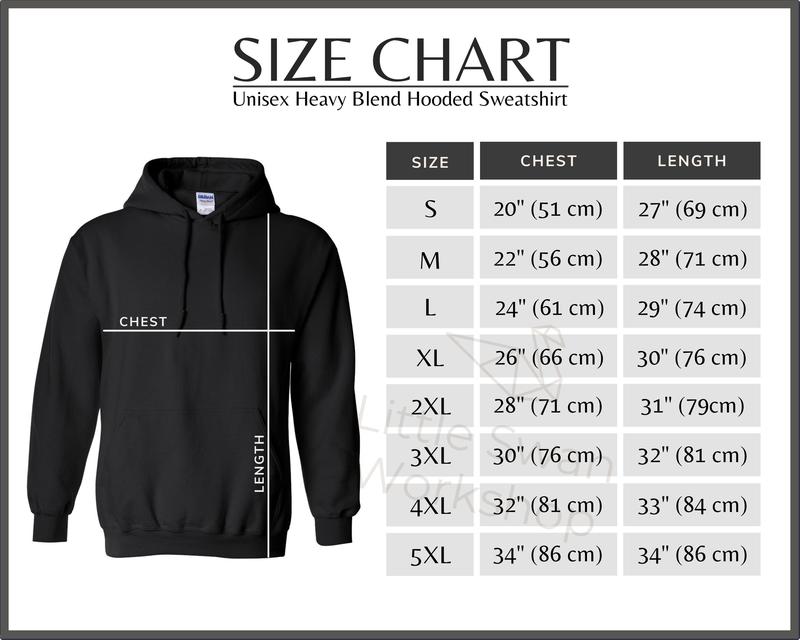 SIZE CHART
Unisex Heavy Blend Hooded Sweatshirt
SIZE CHEST LENGTH
S 20" (51 cm) 27" (69 cm)
M 22" (56 cm) 28" (71 cm)
L 24" (61 cm) 29" (74 cm)
XL 26" (66 cm) 30" (76 cm)
2XL 28" (71 cm) 31" (79cm)
3XL 30" (76 cm) 32" (81 cm)
4XL 32" (81 cm) 33" (84 cm)
5XL 34" (86 cm) 34" (86 cm)
CHEST
LENGTH
GILDAN
Little Swan
Workshop